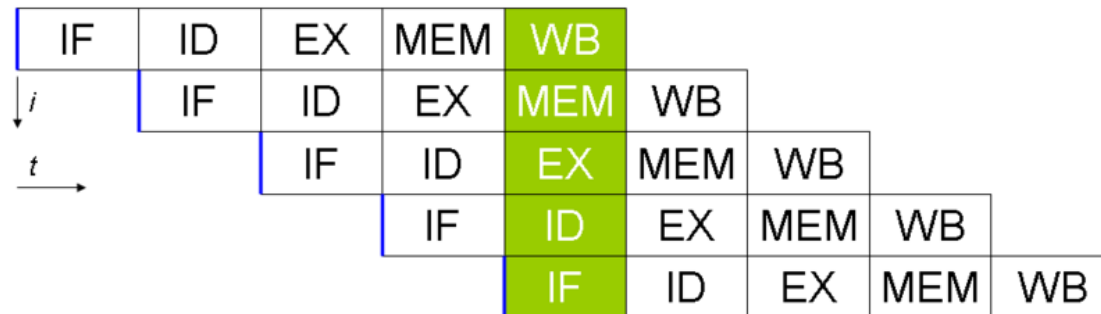 IF ID EX MEM WB
i IF ID EX MEM WB
t IF ID EX MEM WB
IF ID EX MEM WB
IF ID EX MEM WB